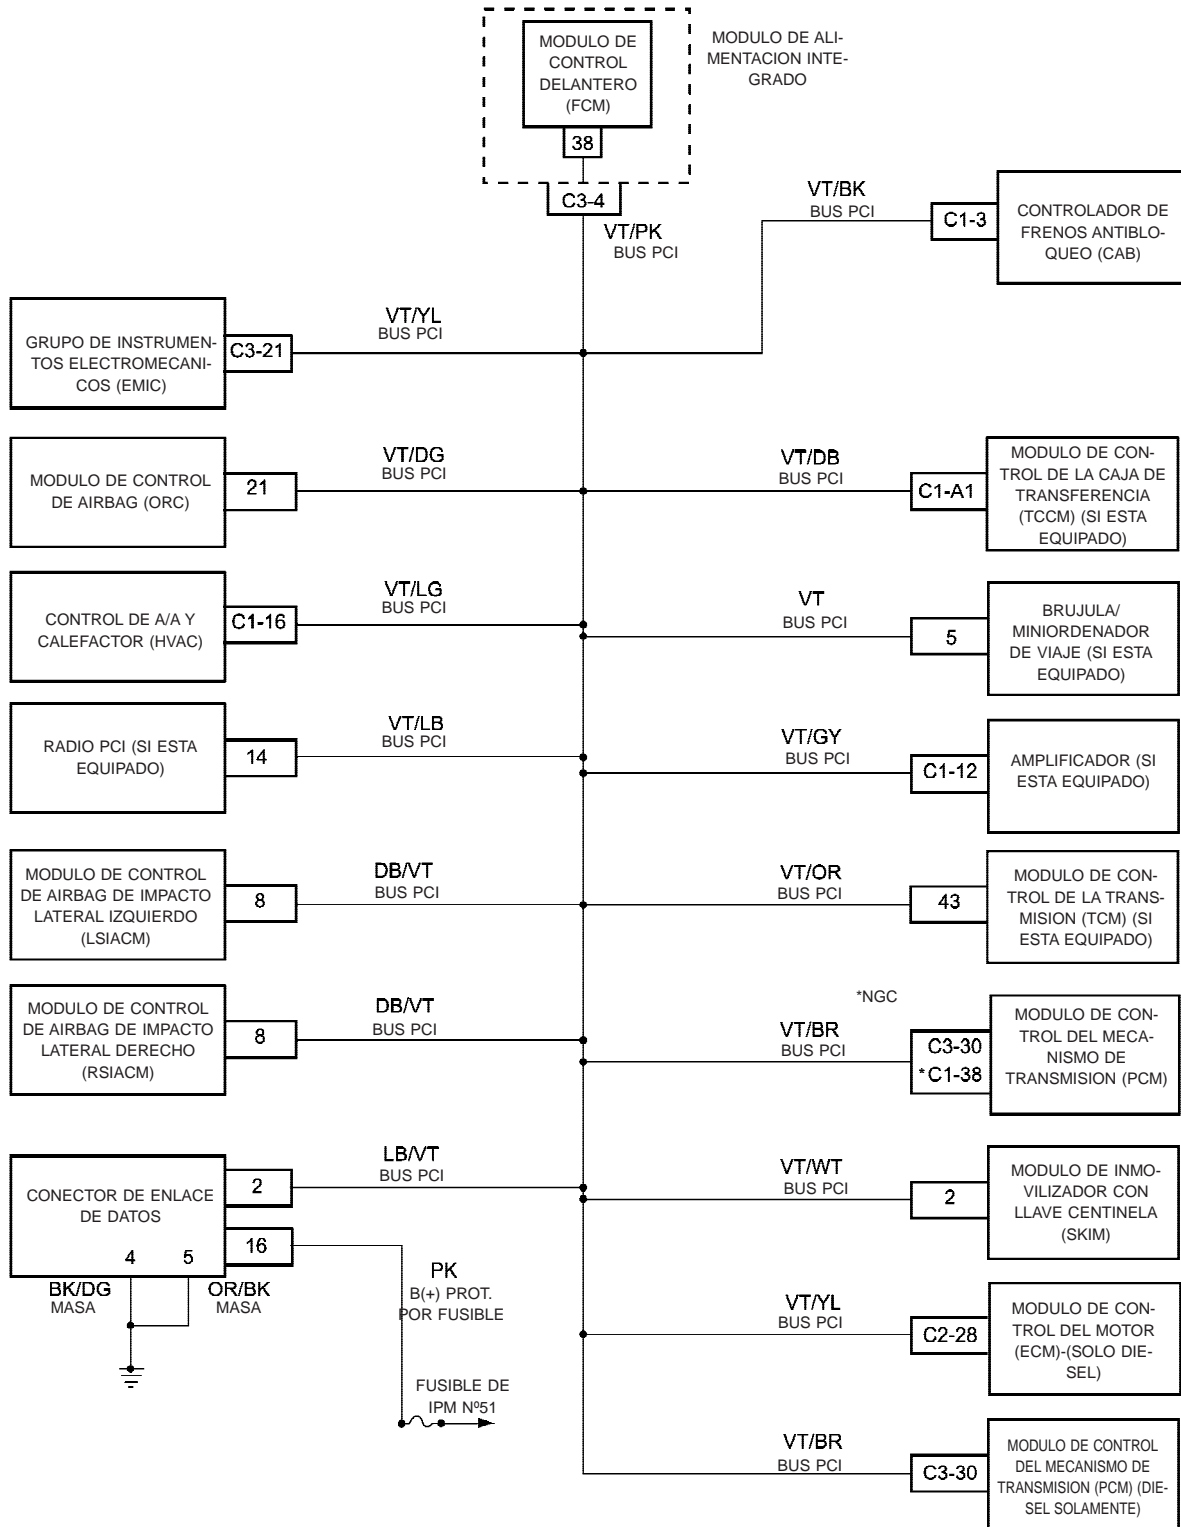 MODULO DE
CONTROL
DELANTERO
(FCM)
38
MODULO DE ALI-
MENTACION INTE-
GRADO
C3-4
VT/PK
BUS PCI
VT/BK
BUS PCI
C1-3
CONTROLADOR DE
FRENOS ANTIBLO-
QUEO (CAB)
GRUPO DE INSTRUMEN-
TOS ELECTROMECANI-
COS (EMIC)
C3-21
VT/YL
BUS PCI
MODULO DE CONTROL
DE AIRBAG (ORC)
21
VT/DG
BUS PCI
VT/DB
BUS PCI
C1-A1
MODULO DE CON-
TROL DE LA CAJA DE
TRANSFERENCIA
(TCCM) (SI ESTA
EQUIPADO)
CONTROL DE A/A Y
CALEFACTOR (HVAC)
C1-16
VT/LG
BUS PCI
VT
BUS PCI
5
BRUJULA/
MINIORDENADOR
DE VIAJE (SI ESTA
EQUIPADO)
RADIO PCI (SI ESTA
EQUIPADO)
14
VT/LB
BUS PCI
VT/GY
BUS PCI
C1-12
AMPLIFICADOR (SI
ESTA EQUIPADO)
MODULO DE CONTROL
DE AIRBAG DE IMPACTO
LATERAL IZQUIERDO
(LSIACM)
8
DB/VT
BUS PCI
VT/OR
BUS PCI
43
MODULO DE CON-
TROL DE LA TRANS-
MISION (TCM) (SI
ESTA EQUIPADO)
MODULO DE CONTROL
DE AIRBAG DE IMPACTO
LATERAL DERECHO
(RSIACM)
8
DB/VT
BUS PCI
*NGC
VT/BR
BUS PCI
C3-30
*C1-38
MODULO DE CON-
TROL DEL MECA-
NISMO DE
TRANSMISION (PCM)
CONECTOR DE ENLACE
DE DATOS
2
16
4 5
LB/VT
BUS PCI
BK/DG
MASA
OR/BK
MASA
PK
B(+) PROT.
POR FUSIBLE
FUSIBLE DE
IPM Nº51
VT/WT
BUS PCI
2
MODULO DE INMO-
VILIZADOR CON
LLAVE CENTINELA
(SKIM)
VT/YL
BUS PCI
C2-28
MODULO DE CON-
TROL DEL MOTOR
(ECM)-(SOLO DIE-
SEL)
VT/BR
BUS PCI
C3-30
MODULO DE CONTROL
DEL MECANISMO DE
TRANSMISION (PCM) (DIE-
SEL SOLAMENTE)